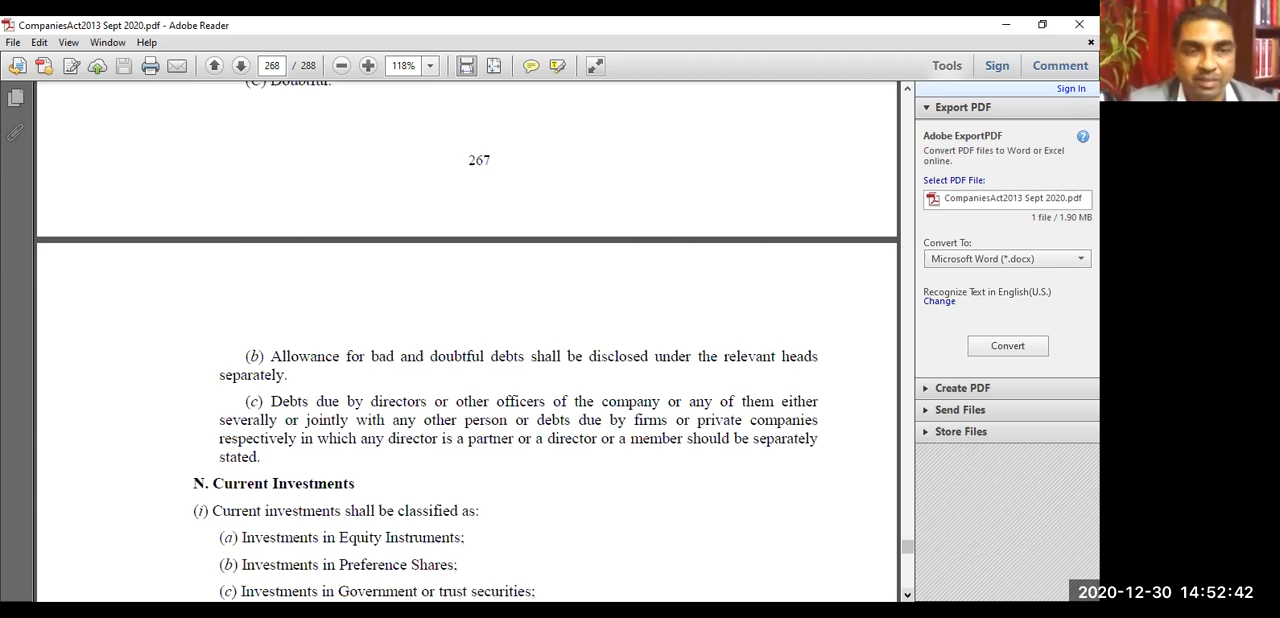 CompaniesAct2013 Sept 2020.pdf - Adobe Reader
File Edit View Window Help
268 / 288 118% Tools Sign Comment
Sign In
(C) Doubtful.
267
(b) Allowance for bad and doubtful debts shall be disclosed under the relevant heads
separately.
(c) Debts due by directors or other officers of the company or any of them either
severally or jointly with any other person or debts due by firms or private companies
respectively in which any director is a partner or a director or a member should be separately
stated.
N. Current Investments
(i) Current investments shall be classified as:
(a) Investments in Equity Instruments;
(b) Investments in Preference Shares;
(c) Investments in Government or trust securities;
Export PDF
Adobe ExportPDF
Convert PDF files to Word or Excel
online.
Select PDF File:
CompaniesAct2013 Sept 2020.pdf
1 file / 1.90 MB
Convert To:
Microsoft Word (*.docx)
Recognize Text in English(U.S.)
Change
Convert
Create PDF
Send Files
Store Files
2020-12-30 14:52:42